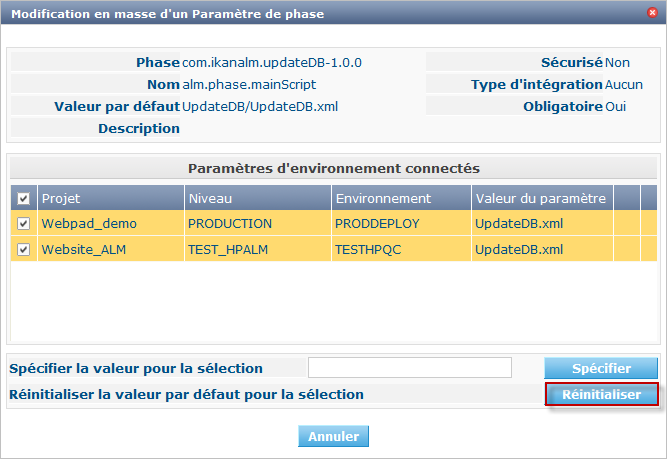 Modification en masse d'un Paramètre de phase
Phase com.ikanalm.updateDB-1.0.0 Sécurisé Non
Nom alm.phase.mainScript Type d'intégration Aucun
Valeur par défaut UpdateDB/UpdateDB.xml Obligatoire Oui
Description
Paramètres d'environnement connectés
Projet Niveau Environnement Valeur du paramètre
Webpad_demo PRODUCTION PRODDEPLOY UpdateDB.xml
Website_ALM TEST_HPALM TESTHPQC UpdateDB.xml
Spécifier la valeur pour la sélection Spécifier
Réinitialiser la valeur par défaut pour la sélection Réinitialiser
Annuler